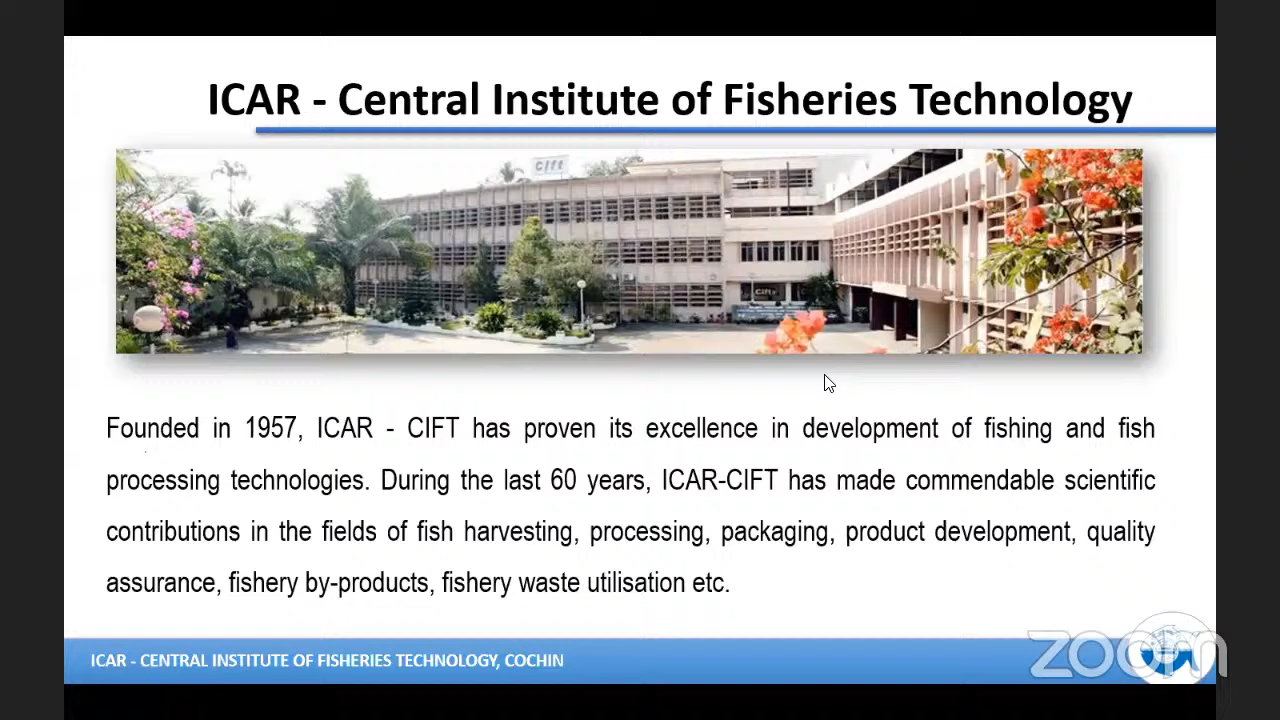 ICAR - Central Institute of Fisheries Technology
cift
cift
Founded in 1957, ICAR - CIFT has proven its excellence in development of fishing and fish
processing technologies. During the last 60 years, ICAR-CIFT has made commendable scientific
contributions in the fields of fish harvesting, processing, packaging, product development, quality
assurance, fishery by-products, fishery waste utilisation etc.
ICAR - CENTRAL INSTITUTE OF FISHERIES TECHNOLOGY, COCHIN
zoom